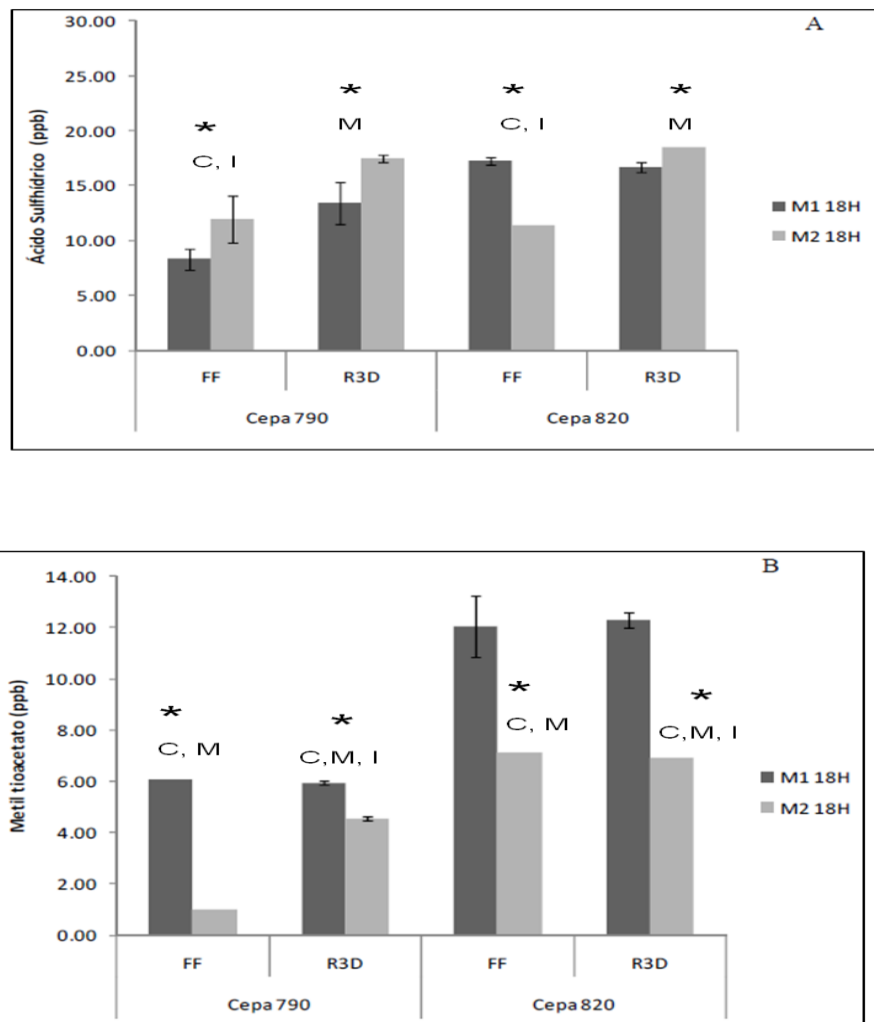 A
30.00
25.00
20.00
15.00
10.00
5.00
0.00
Ácido Sulfhídrico (ppb)
*
C, I
*
M
*
C, I
*
M
M1 18H
M2 18H
FF
R3D
FF
R3D
Cepa 790
Cepa 820
B
14.00
12.00
10.00
8.00
6.00
4.00
2.00
0.00
Metil tioacetato (ppb)
*
C, M
*
C,M, I
*
C, M
*
C,M, I
M1 18H
M2 18H
FF
R3D
FF
R3D
Cepa 790
Cepa 820